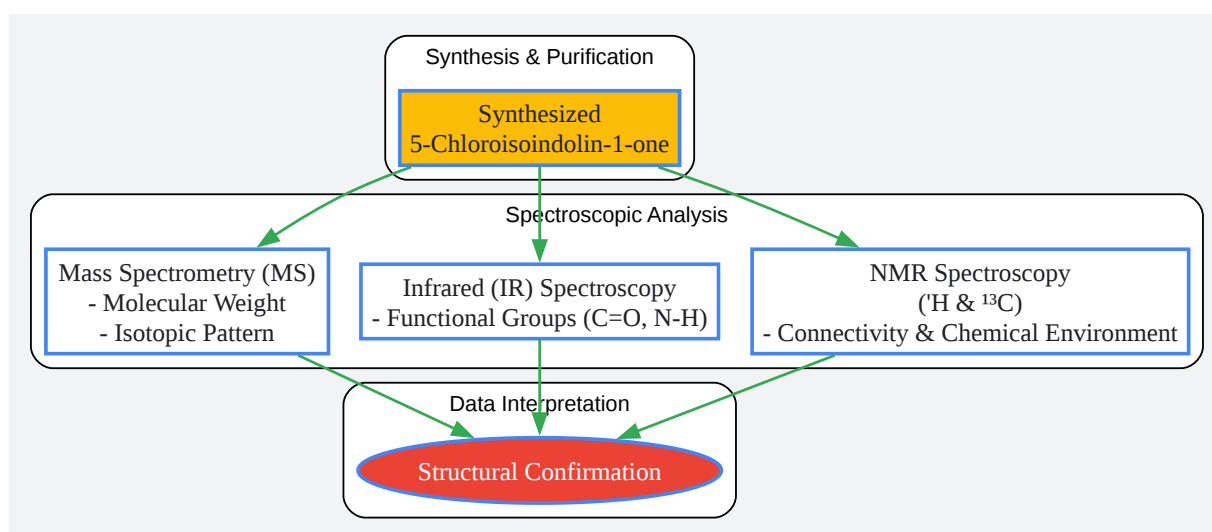 Synthesis & Purification
Synthesized
5-Chloroisoindolin-1-one
Spectroscopic Analysis
Mass Spectrometry (MS)
- Molecular Weight
- Isotopic Pattern
Infrared (IR) Spectroscopy
- Functional Groups (C=O, N-H)
NMR Spectroscopy
('H & ¹³C)
- Connectivity & Chemical Environment
Data Interpretation
Structural Confirmation